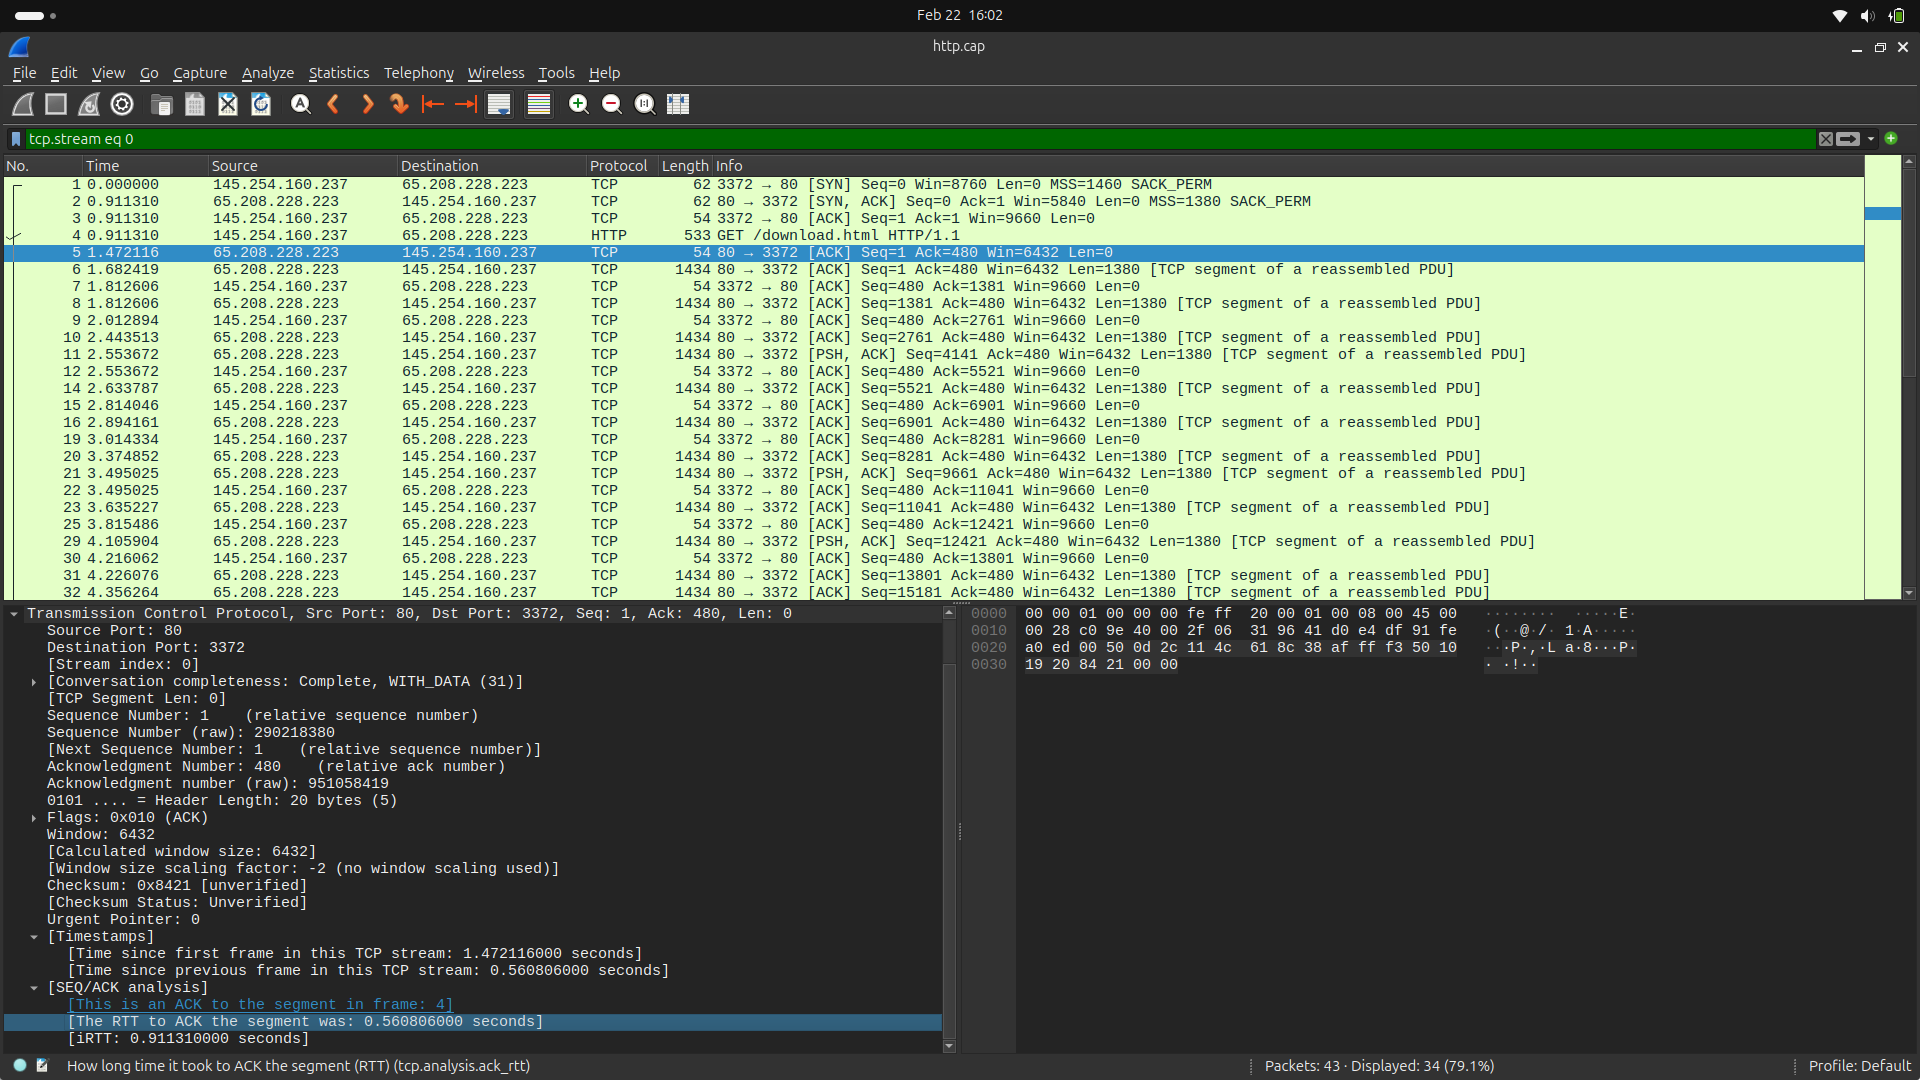 Feb 22  16:02
http.cap
File Edit View Go Capture Analyze Statistics Telephony Wireless Tools Help
tcp.stream eq 0
No. Time Source Destination Protocol Length Info
1 0.000000 145.254.160.237 65.208.228.223 TCP 62 3372 → 80 [SYN] Seq=0 Win=8760 Len=0 MSS=1460 SACK_PERM
2 0.911310 65.208.228.223 145.254.160.237 TCP 62 80 → 3372 [SYN, ACK] Seq=0 Ack=1 Win=5840 Len=0 MSS=1380 SACK_PERM
3 0.911310 145.254.160.237 65.208.228.223 TCP 54 3372 → 80 [ACK] Seq=1 Ack=1 Win=9660 Len=0
4 0.911310 145.254.160.237 65.208.228.223 HTTP 533 GET /download.html HTTP/1.1
5 1.472116 65.208.228.223 145.254.160.237 TCP 54 80 → 3372 [ACK] Seq=1 Ack=480 Win=6432 Len=0
6 1.682419 65.208.228.223 145.254.160.237 TCP 1434 80 → 3372 [ACK] Seq=1 Ack=480 Win=6432 Len=1380 [TCP segment of a reassembled PDU]
7 1.812606 145.254.160.237 65.208.228.223 TCP 54 3372 → 80 [ACK] Seq=480 Ack=1381 Win=9660 Len=0
8 1.812606 65.208.228.223 145.254.160.237 TCP 1434 80 → 3372 [ACK] Seq=1381 Ack=480 Win=6432 Len=1380 [TCP segment of a reassembled PDU]
9 2.012894 145.254.160.237 65.208.228.223 TCP 54 3372 → 80 [ACK] Seq=480 Ack=2761 Win=9660 Len=0
10 2.443513 65.208.228.223 145.254.160.237 TCP 1434 80 → 3372 [ACK] Seq=2761 Ack=480 Win=6432 Len=1380 [TCP segment of a reassembled PDU]
11 2.553672 65.208.228.223 145.254.160.237 TCP 1434 80 → 3372 [PSH, ACK] Seq=4141 Ack=480 Win=6432 Len=1380 [TCP segment of a reassembled PDU]
12 2.553672 145.254.160.237 65.208.228.223 TCP 54 3372 → 80 [ACK] Seq=480 Ack=5521 Win=9660 Len=0
14 2.633787 65.208.228.223 145.254.160.237 TCP 1434 80 → 3372 [ACK] Seq=5521 Ack=480 Win=6432 Len=1380 [TCP segment of a reassembled PDU]
15 2.814046 145.254.160.237 65.208.228.223 TCP 54 3372 → 80 [ACK] Seq=480 Ack=6901 Win=9660 Len=0
16 2.894161 65.208.228.223 145.254.160.237 TCP 1434 80 → 3372 [ACK] Seq=6901 Ack=480 Win=6432 Len=1380 [TCP segment of a reassembled PDU]
19 3.014334 145.254.160.237 65.208.228.223 TCP 54 3372 → 80 [ACK] Seq=480 Ack=8281 Win=9660 Len=0
20 3.374852 65.208.228.223 145.254.160.237 TCP 1434 80 → 3372 [ACK] Seq=8281 Ack=480 Win=6432 Len=1380 [TCP segment of a reassembled PDU]
21 3.495025 65.208.228.223 145.254.160.237 TCP 1434 80 → 3372 [PSH, ACK] Seq=9661 Ack=480 Win=6432 Len=1380 [TCP segment of a reassembled PDU]
22 3.495025 145.254.160.237 65.208.228.223 TCP 54 3372 → 80 [ACK] Seq=480 Ack=11041 Win=9660 Len=0
23 3.635227 65.208.228.223 145.254.160.237 TCP 1434 80 → 3372 [ACK] Seq=11041 Ack=480 Win=6432 Len=1380 [TCP segment of a reassembled PDU]
25 3.815486 145.254.160.237 65.208.228.223 TCP 54 3372 → 80 [ACK] Seq=480 Ack=12421 Win=9660 Len=0
29 4.105904 65.208.228.223 145.254.160.237 TCP 1434 80 → 3372 [PSH, ACK] Seq=12421 Ack=480 Win=6432 Len=1380 [TCP segment of a reassembled PDU]
30 4.216062 145.254.160.237 65.208.228.223 TCP 54 3372 → 80 [ACK] Seq=480 Ack=13801 Win=9660 Len=0
31 4.226076 65.208.228.223 145.254.160.237 TCP 1434 80 → 3372 [ACK] Seq=13801 Ack=480 Win=6432 Len=1380 [TCP segment of a reassembled PDU]
32 4.356264 65.208.228.223 145.254.160.237 TCP 1434 80 → 3372 [ACK] Seq=15181 Ack=480 Win=6432 Len=1380 [TCP segment of a reassembled PDU]
Transmission Control Protocol, Src Port: 80, Dst Port: 3372, Seq: 1, Ack: 480, Len: 0
Source Port: 80
Destination Port: 3372
[Stream index: 0]
[Conversation completeness: Complete, WITH_DATA (31)]
[TCP Segment Len: 0]
Sequence Number: 1    (relative sequence number)
Sequence Number (raw): 290218380
[Next Sequence Number: 1    (relative sequence number)]
Acknowledgment Number: 480    (relative ack number)
Acknowledgment number (raw): 951058419
0101 .... = Header Length: 20 bytes (5)
Flags: 0x010 (ACK)
Window: 6432
[Calculated window size: 6432]
[Window size scaling factor: -2 (no window scaling used)]
Checksum: 0x8421 [unverified]
[Checksum Status: Unverified]
Urgent Pointer: 0
[Timestamps]
[Time since first frame in this TCP stream: 1.472116000 seconds]
[Time since previous frame in this TCP stream: 0.560806000 seconds]
[SEQ/ACK analysis]
[This is an ACK to the segment in frame: 4]
[The RTT to ACK the segment was: 0.560806000 seconds]
[iRTT: 0.911310000 seconds]
0000 00 00 01 00 00 00 fe ff 20 00 01 00 08 00 45 00 ········ ·····E·
0010 00 28 c0 9e 40 00 2f 06 31 96 41 d0 e4 df 91 fe ·(··@·/· 1·A·····
0020 a0 ed 00 50 0d 2c 11 4c 61 8c 38 af ff f3 50 10 ···P·,·L a·8···P·
0030 19 20 84 21 00 00 · ·!··
How long time it took to ACK the segment (RTT) (tcp.analysis.ack_rtt)
Packets: 43 · Displayed: 34 (79.1%)
Profile: Default